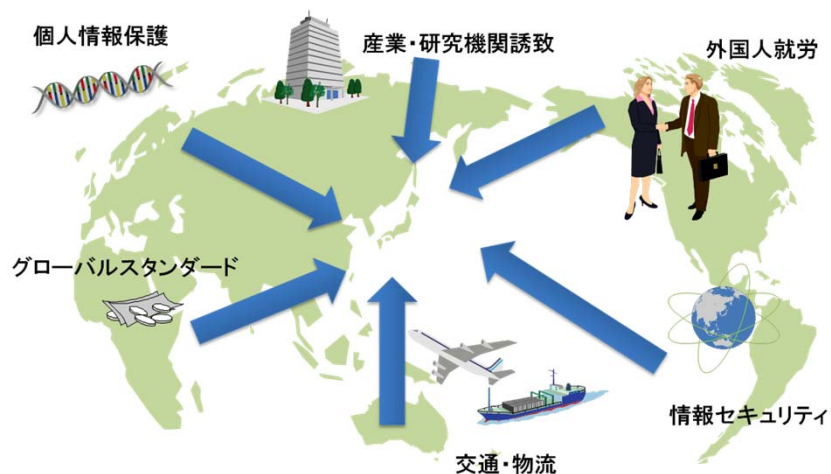 個人情報保護
産業・研究機関誘致
外国人就労
グローバルスタンダード
情報セキュリティ
交通・物流